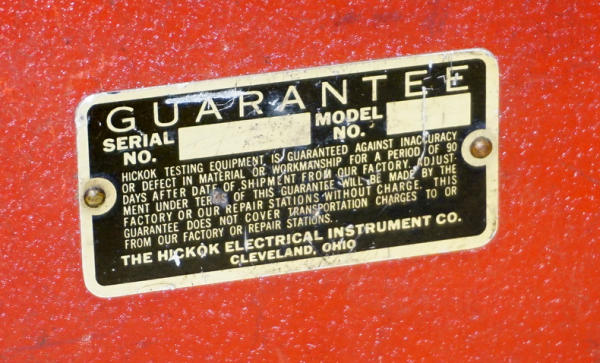 GUARANTEE
SERIAL NO. MODEL NO.
HICKOK TESTING EQUIPMENT IS GUARANTEED AGAINST INACCURACY
OR DEFECT IN MATERIAL OR WORKMANSHIP FOR A PERIOD OF 90
DAYS AFTER DATE OF SHIPMENT FROM OUR FACTORY. ADJUST-
MENT UNDER TERMS OF THIS GUARANTEE WILL BE MADE BY THE
FACTORY OR OUR REPAIR STATIONS WITHOUT CHARGE. THIS
GUARANTEE DOES NOT COVER TRANSPORTATION CHARGES TO OR
FROM OUR FACTORY OR REPAIR STATIONS.
THE HICKOK ELECTRICAL INSTRUMENT CO.
CLEVELAND, OHIO